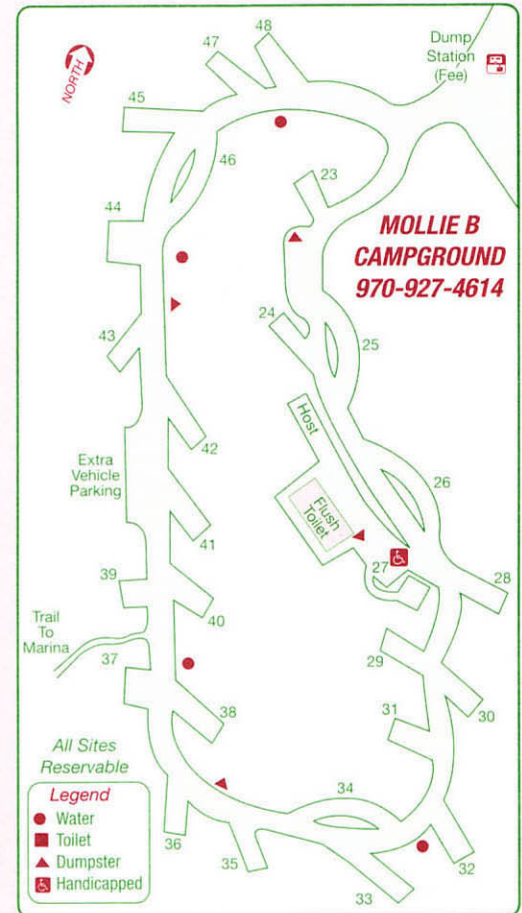 48
47
Dump
Station
(Fee)
NORTH
45
46
23
44
MOLLIE B
CAMPGROUND
970-927-4614
24
43
25
Host
42
Extra
Vehicle
Parking
26
Flush
Toilet
41
27
39
28
40
Trail
To
Marina
29
37
30
31
38
All Sites
Reservable
34
Legend
Water
Toilet
Dumpster
Handicapped
36
35
32
33